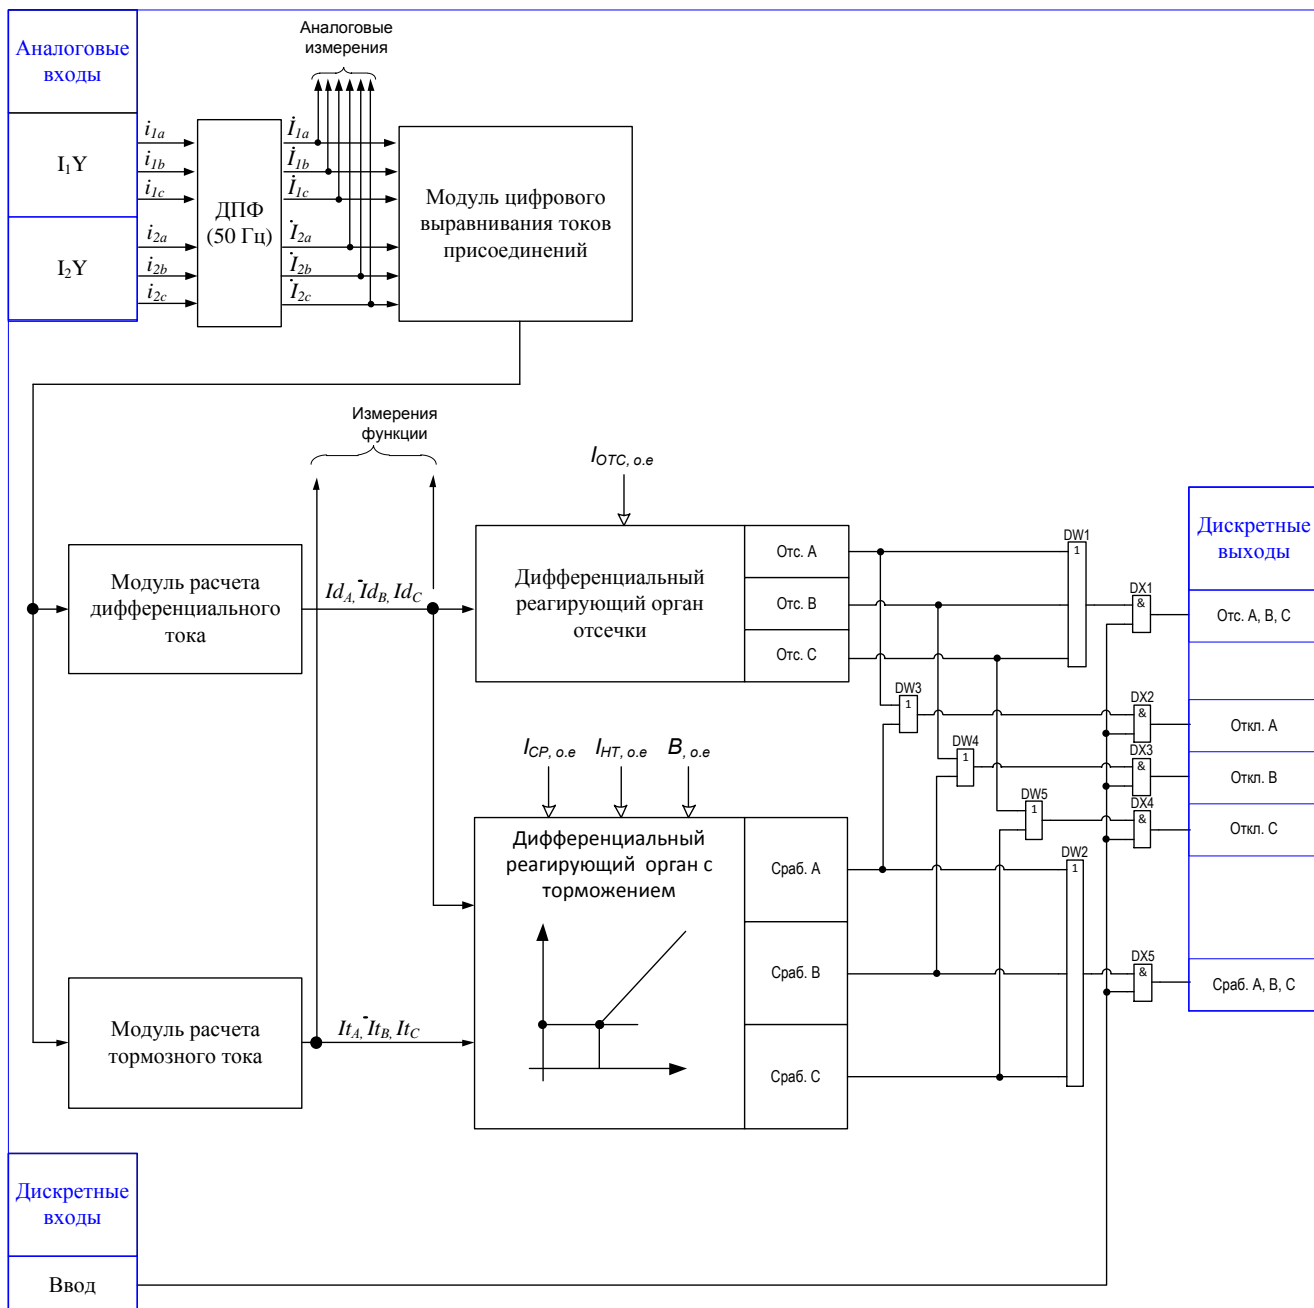 Аналоговые
входы
I₁Y
I₂Y
i1a
i1b
i1c
i2a
i2b
i2c
ДПФ
(50 Гц)
Аналоговые
измерения
İ1a
İ1b
İ1c
İ2a
İ2b
İ2c
Модуль цифрового
выравнивания токов
присоединений
Измерения
функции
Модуль расчета
дифференциального
тока
IdA, IdB, IdC
IОТС, о.е
Дифференциальный
реагирующий орган
отсечки
Отс. А
Отс. В
Отс. С
DW1
1
DX1
&
DW3
1
DX2
&
DW4
1
DX3
&
DW5
1
DX4
&
DW2
1
DX5
&
Дискретные
выходы
Отс. А, В, С
Откл. А
Откл. В
Откл. С
Сраб. А, В, С
IСР, о.е
IНТ, о.е
B, о.е
Дифференциальный
реагирующий орган с
торможением
Сраб. А
Сраб. В
Сраб. С
Модуль расчета
тормозного тока
ItA, ItB, ItC
Дискретные
входы
Ввод